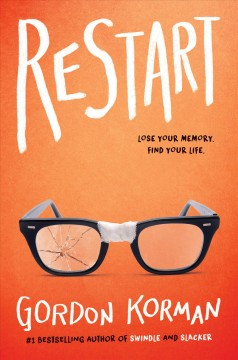 RESTART
LOSE YOUR MEMORY.
FIND YOUR LIFE.
GORDON KORMAN
#1 BESTSELLING AUTHOR OF SWINDLE AND SLACKER